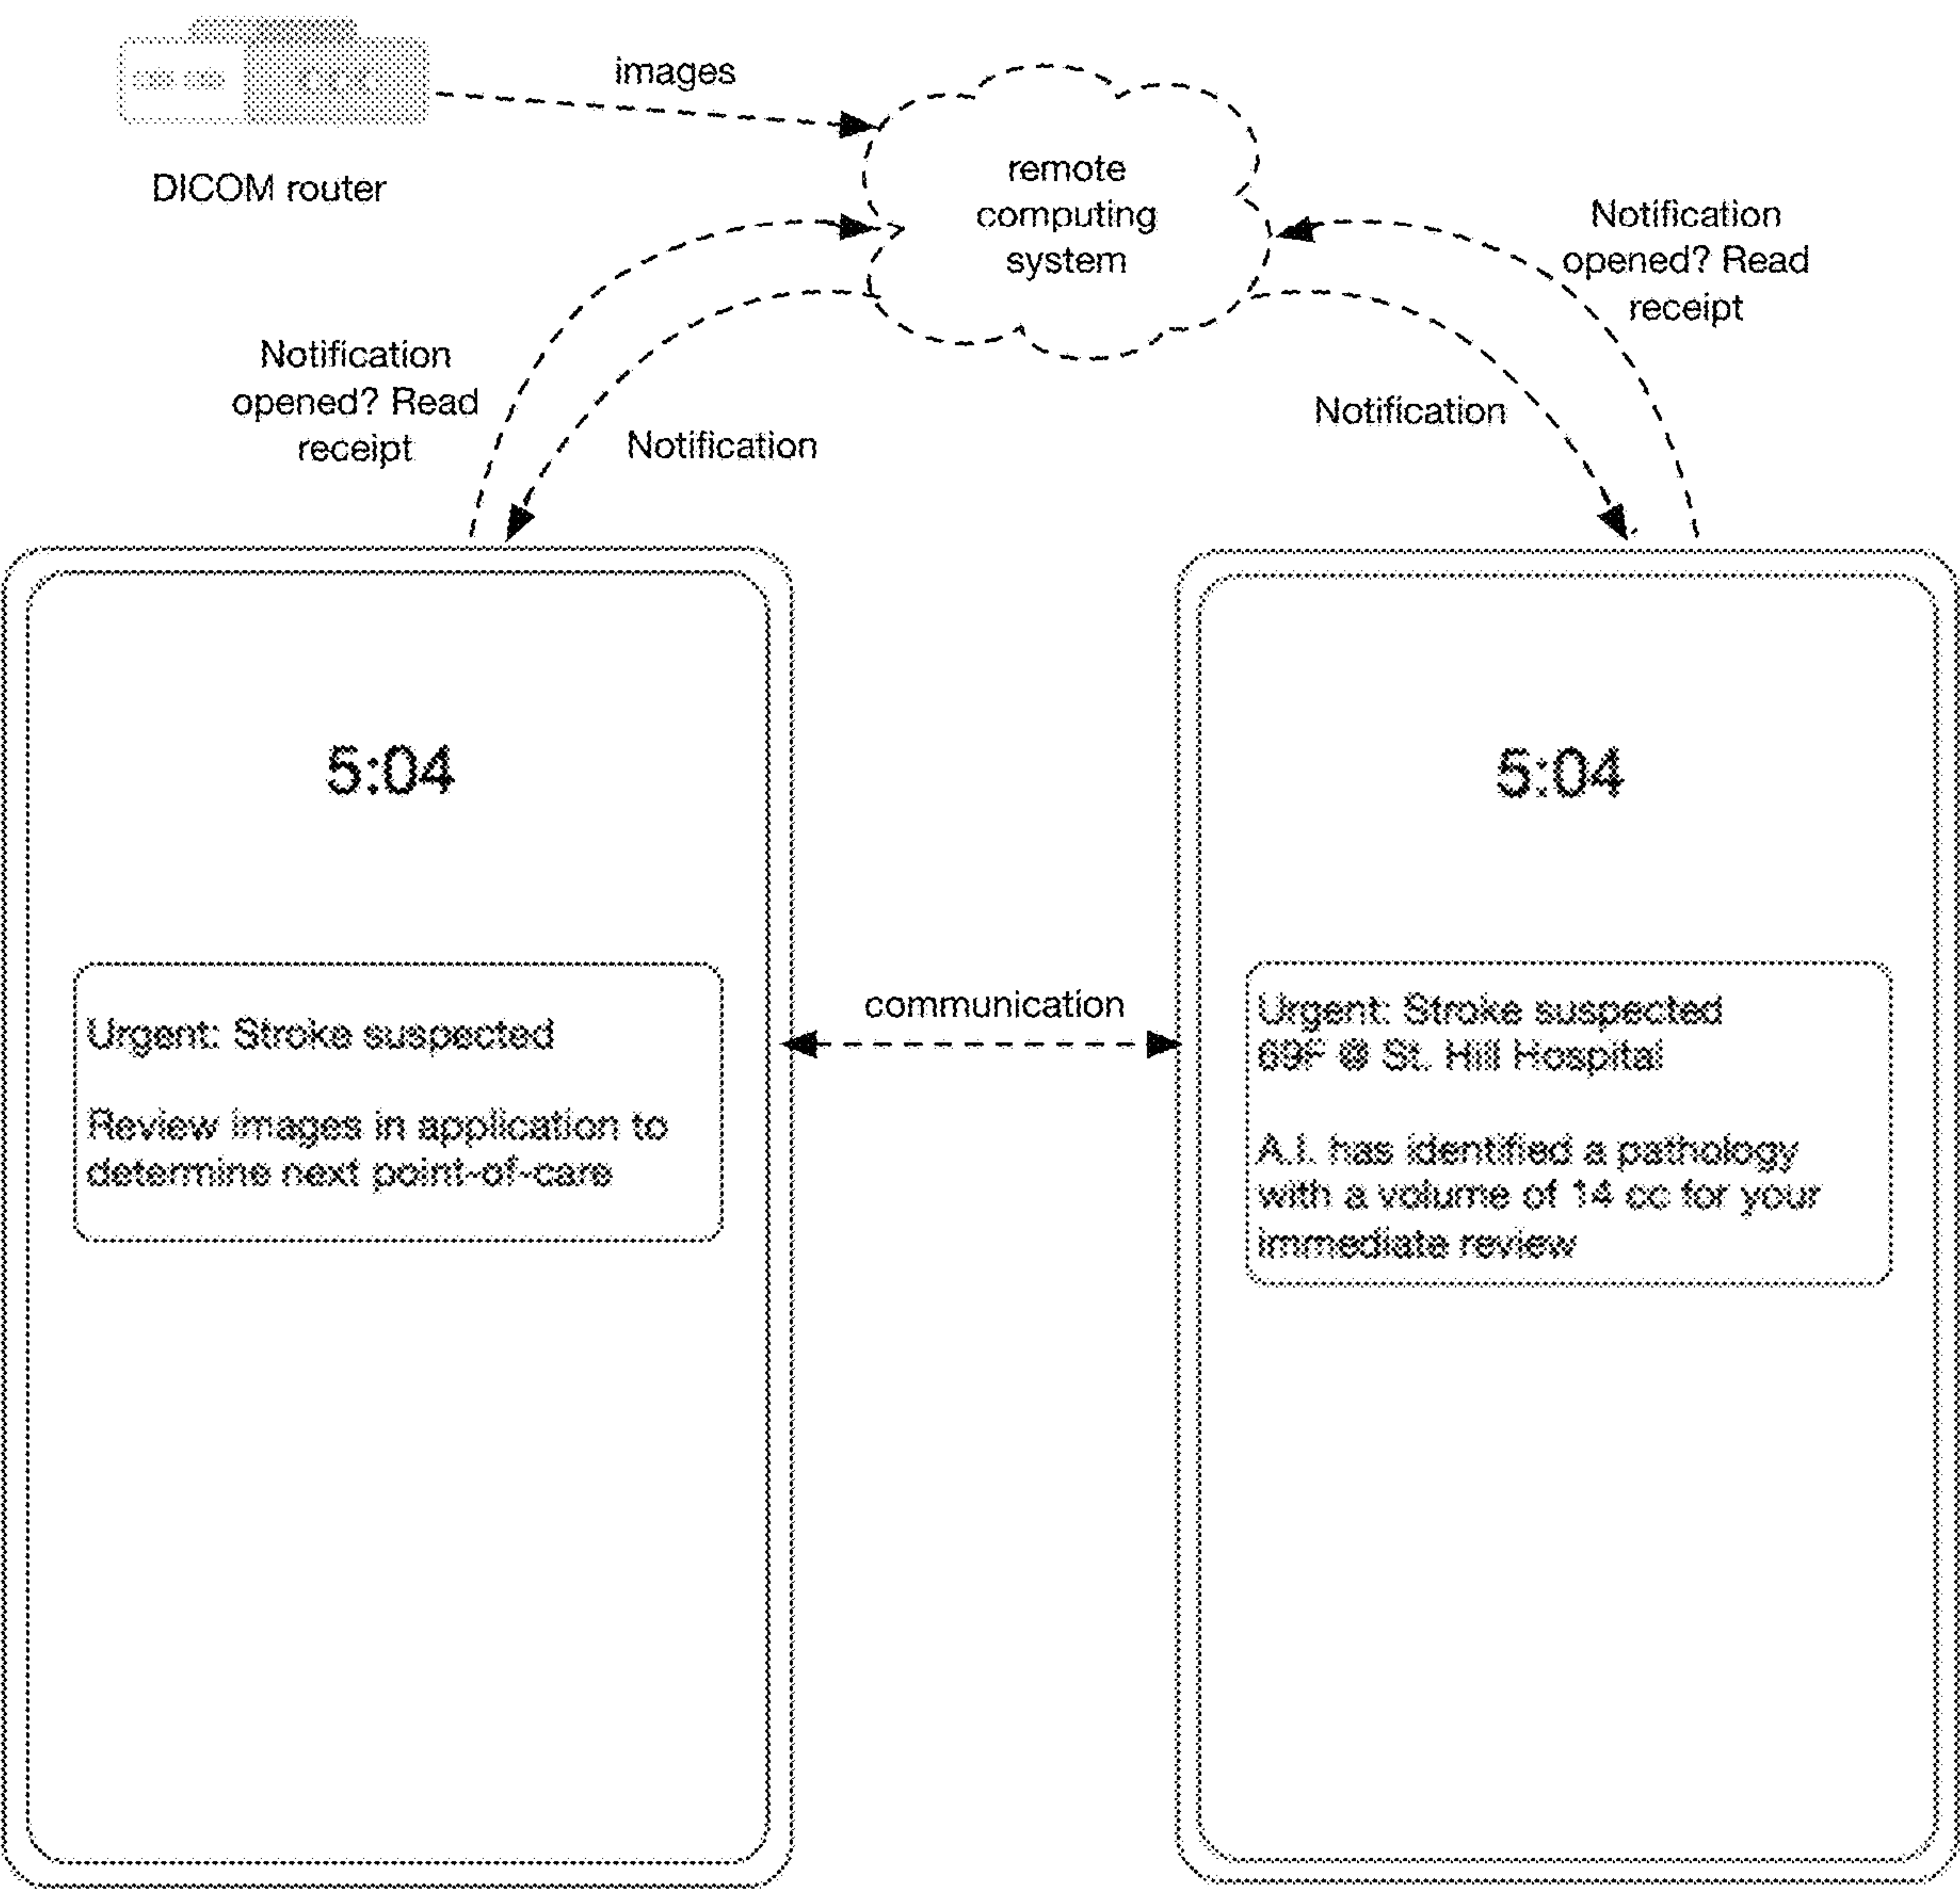 images
DICOM router
remote
computing
system
Notification
opened? Read
receipt
Notification
opened? Read
receipt
Notification
Notification
5:04
5:04
communication
Urgent: Stroke suspected
Review images in application to
determine next point-of-care
Urgent: Stroke suspected
69F @ St. Hill Hospital
A.I. has identified a pathology
with a volume of 14 cc for your
immediate review